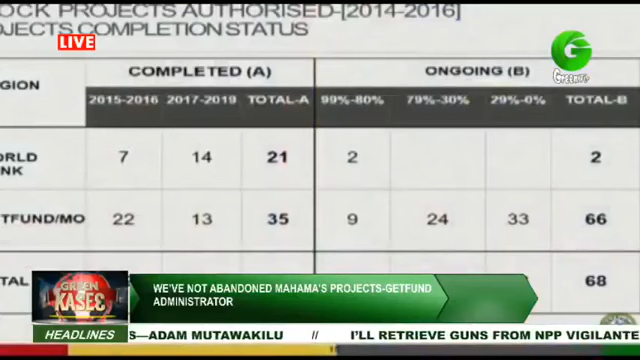 OCK PROJECTS AUTHORISED-[2014-2016]
OJECTS COMPLETION STATUS
LIVE
GREEN
GION
COMPLETED (A)
ONGOING (B)
2015-2016 2017-2019 TOTAL-A 99%-80% 79%-30% 29%-0% TOTAL-B
ORLD
NK
7 14 21 2 2
TFUND/MO 22 13 35 9 24 33 66
TAL
68
GREEN
KASEƐ
WE'VE NOT ABANDONED MAHAMA'S PROJECTS-GETFUND
ADMINISTRATOR
HEADLINES
S—ADAM MUTAWAKILU // I'LL RETRIEVE GUNS FROM NPP VIGILANTE